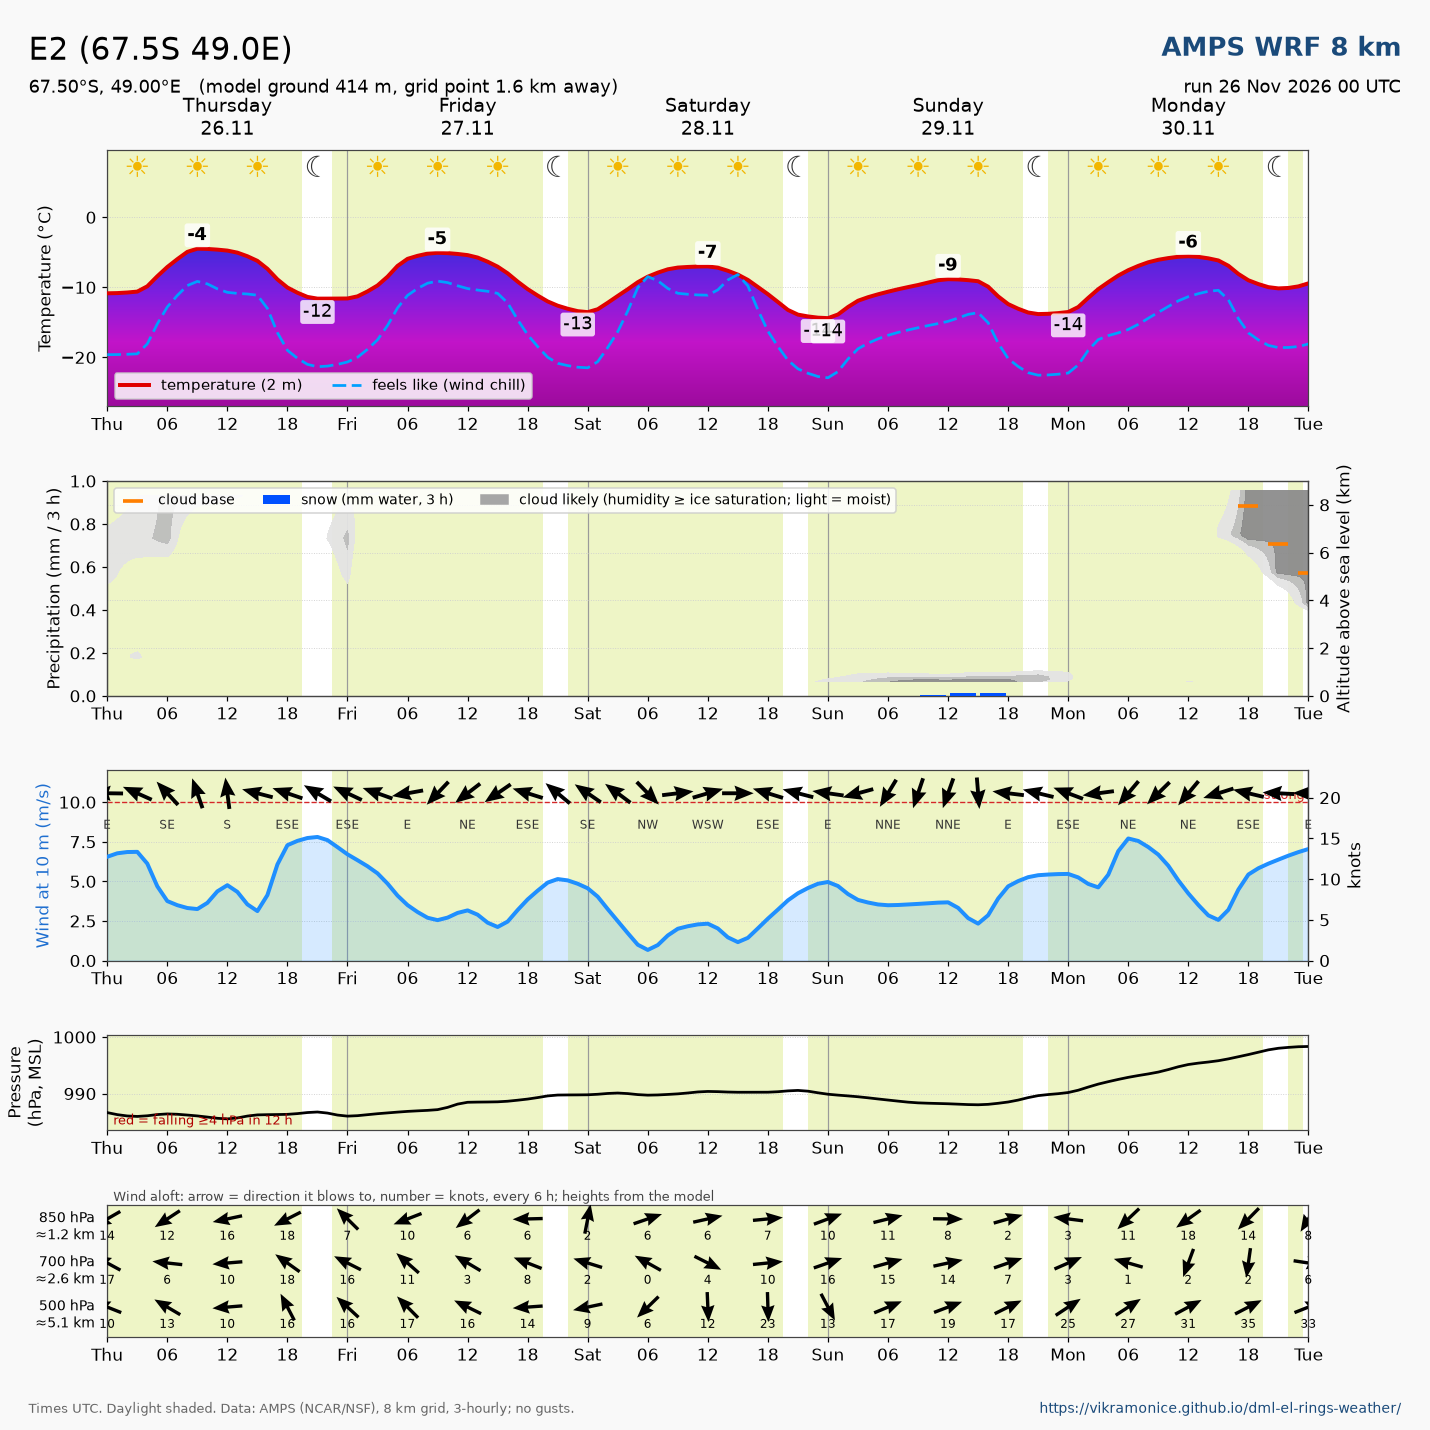 E2 (67.5S 49.0E)
AMPS WRF 8 km
67.50°S, 49.00°E (model ground 414 m, grid point 1.6 km away)
run 26 Nov 2026 00 UTC
Thursday Friday Saturday Sunday Monday
26.11 27.11 28.11 29.11 30.11
Temperature (°C)
0
−10
−20
-4 -5 -7 -9 -6
-12 -13 -14 -14
temperature (2 m) feels like (wind chill)
Thu 06 12 18 Fri 06 12 18 Sat 06 12 18 Sun 06 12 18 Mon 06 12 18 Tue
Precipitation (mm / 3 h)
1.0
0.8
0.6
0.4
0.2
0.0
cloud base snow (mm water, 3 h) cloud likely (humidity ≥ ice saturation; light = moist)
8
6
4
2
0
Altitude above sea level (km)
Thu 06 12 18 Fri 06 12 18 Sat 06 12 18 Sun 06 12 18 Mon 06 12 18 Tue
Wind at 10 m (m/s)
10.0
7.5
5.0
2.5
0.0
E SE S ESE ESE E NE ESE SE NW WSW ESE E NNE NNE E ESE NE NE ESE E
20
15
10
5
0
knots
Thu 06 12 18 Fri 06 12 18 Sat 06 12 18 Sun 06 12 18 Mon 06 12 18 Tue
Pressure
(hPa, MSL)
1000
990
red = falling ≥4 hPa in 12 h
Thu 06 12 18 Fri 06 12 18 Sat 06 12 18 Sun 06 12 18 Mon 06 12 18 Tue
Wind aloft: arrow = direction it blows to, number = knots, every 6 h; heights from the model
850 hPa
≈1.2 km 14 12 16 18 7 10 6 6 2 6 6 7 10 11 8 2 3 11 18 14 8
700 hPa
≈2.6 km 17 6 10 18 16 11 3 8 2 0 4 10 16 15 14 7 3 1 2 2 6
500 hPa
≈5.1 km 10 13 10 16 16 17 16 14 9 6 12 23 13 17 19 17 25 27 31 35 33
Thu 06 12 18 Fri 06 12 18 Sat 06 12 18 Sun 06 12 18 Mon 06 12 18 Tue
Times UTC. Daylight shaded. Data: AMPS (NCAR/NSF), 8 km grid, 3-hourly; no gusts.
https://vikramonice.github.io/dml-el-rings-weather/